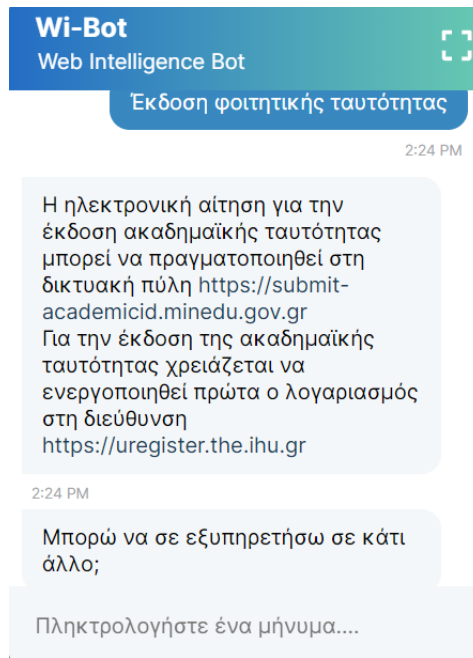 Wi-Bot
Web Intelligence Bot
Έκδοση φοιτητικής ταυτότητας
2:24 PM
Η ηλεκτρονική αίτηση για την
έκδοση ακαδημαϊκής ταυτότητας
μπορεί να πραγματοποιηθεί στη
δικτυακή πύλη https://submit-
academicid.minedu.gov.gr
Για την έκδοση της ακαδημαϊκής
ταυτότητας χρειάζεται να
ενεργοποιηθεί πρώτα ο λογαριασμός
στη διεύθυνση
https://uregister.the.ihu.gr
2:24 PM
Μπορώ να σε εξυπηρετήσω σε κάτι
άλλο;
Πληκτρολογήστε ένα μήνυμα....